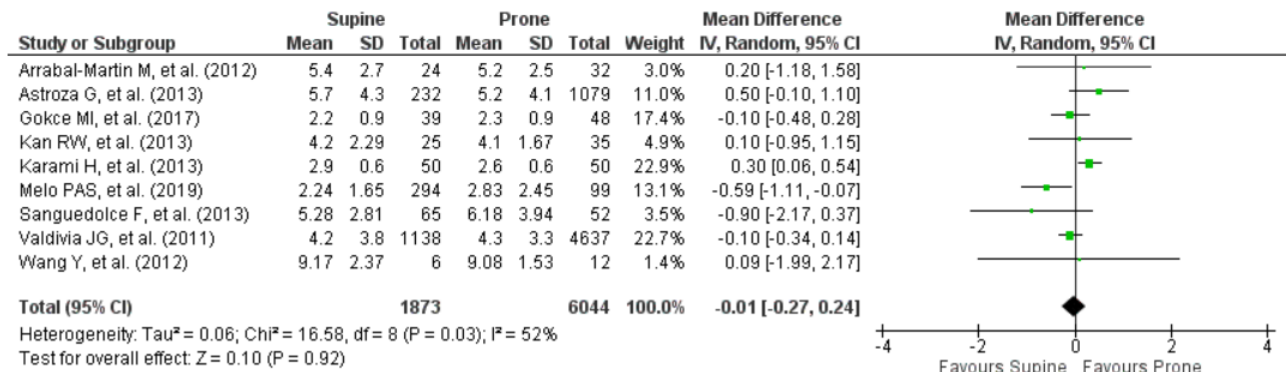 Supine Prone Mean Difference Mean Difference
Study or Subgroup Mean SD Total Mean SD Total Weight IV, Random, 95% CI IV, Random, 95% CI
Arrabal-Martin M, et al. (2012) 5.4 2.7 24 5.2 2.5 32 3.0% 0.20 [-1.18, 1.58]
Astroza G, et al. (2013) 5.7 4.3 232 5.2 4.1 1079 11.0% 0.50 [-0.10, 1.10]
Gokce MI, et al. (2017) 2.2 0.9 39 2.3 0.9 48 17.4% -0.10 [-0.48, 0.28]
Kan RW, et al. (2013) 4.2 2.29 25 4.1 1.67 35 5.0% 0.10 [-0.95, 1.15]
Karami H, et al. (2013) 2.9 0.6 50 2.6 0.6 50 22.9% 0.30 [0.06, 0.54]
Melo PAS, et al. (2019) 2.24 1.65 294 2.83 2.45 99 13.1% -0.59 [-1.11, -0.07]
Sanguedolce F, et al. (2013) 5.28 2.81 65 6.18 3.94 52 3.5% -0.90 [-2.17, 0.37]
Valdivia JG, et al. (2011) 4.2 3.8 1138 4.3 3.3 4637 22.7% -0.10 [-0.34, 0.14]
Wang Y, et al. (2012) 9.17 2.37 6 9.08 1.53 12 1.4% 0.09 [-1.99, 2.17]
Total (95% CI) 1873 6044 100.0% -0.01 [-0.27, 0.24]
Heterogeneity: Tau² = 0.06; Chi² = 16.58, df = 8 (P = 0.03); I² = 52%
Test for overall effect: Z = 0.10 (P = 0.92)
-4 -2 0 2 4
Favours Supine Favours Prone